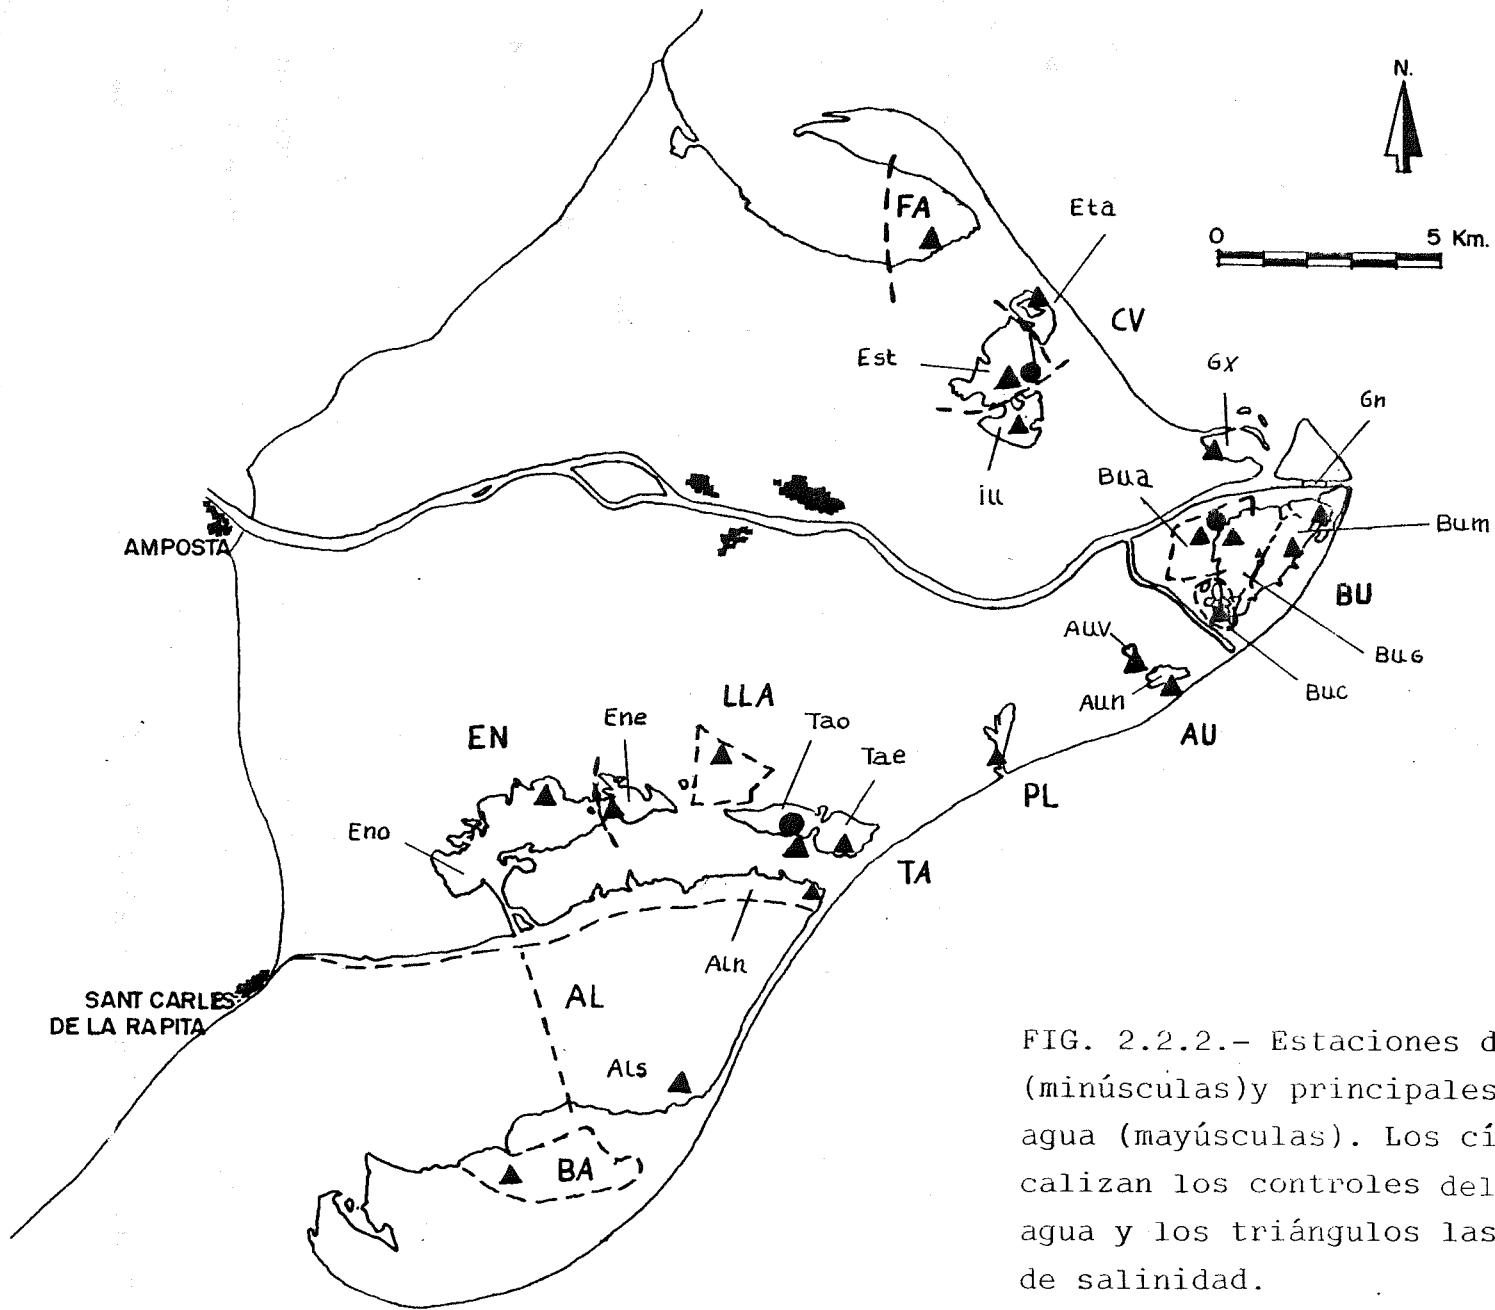 N.
0 5 Km.
FA
Eta
CV
Est
GX
Gn
iu
Bua
Bum
AMPOSTA
BU
AUV
BUG
Aun
Buc
LLA
AU
EN
Ene
Tao
Tae
PL
Eno
TA
Aln
SANT CARLES
DE LA RAPITA
AL
Als
BA
FIG. 2.2.2.- Estaciones d
(minúsculas)y principales
agua (mayúsculas). Los cí
calizan los controles del
agua y los triángulos las
de salinidad.